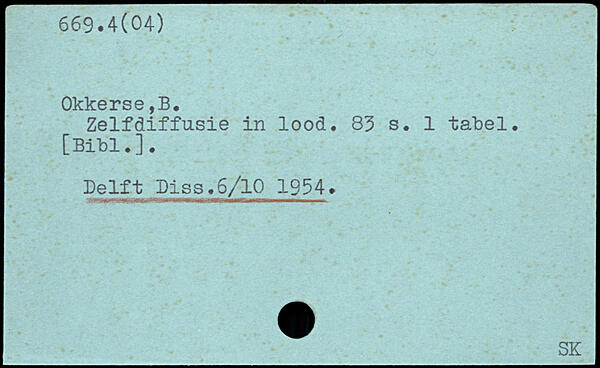 669.4(04)
Okkerse,B.
Zelfdiffusie in lood. 83 s. 1 tabel.
[Bibl.].
Delft Diss.6/10 1954.
SK